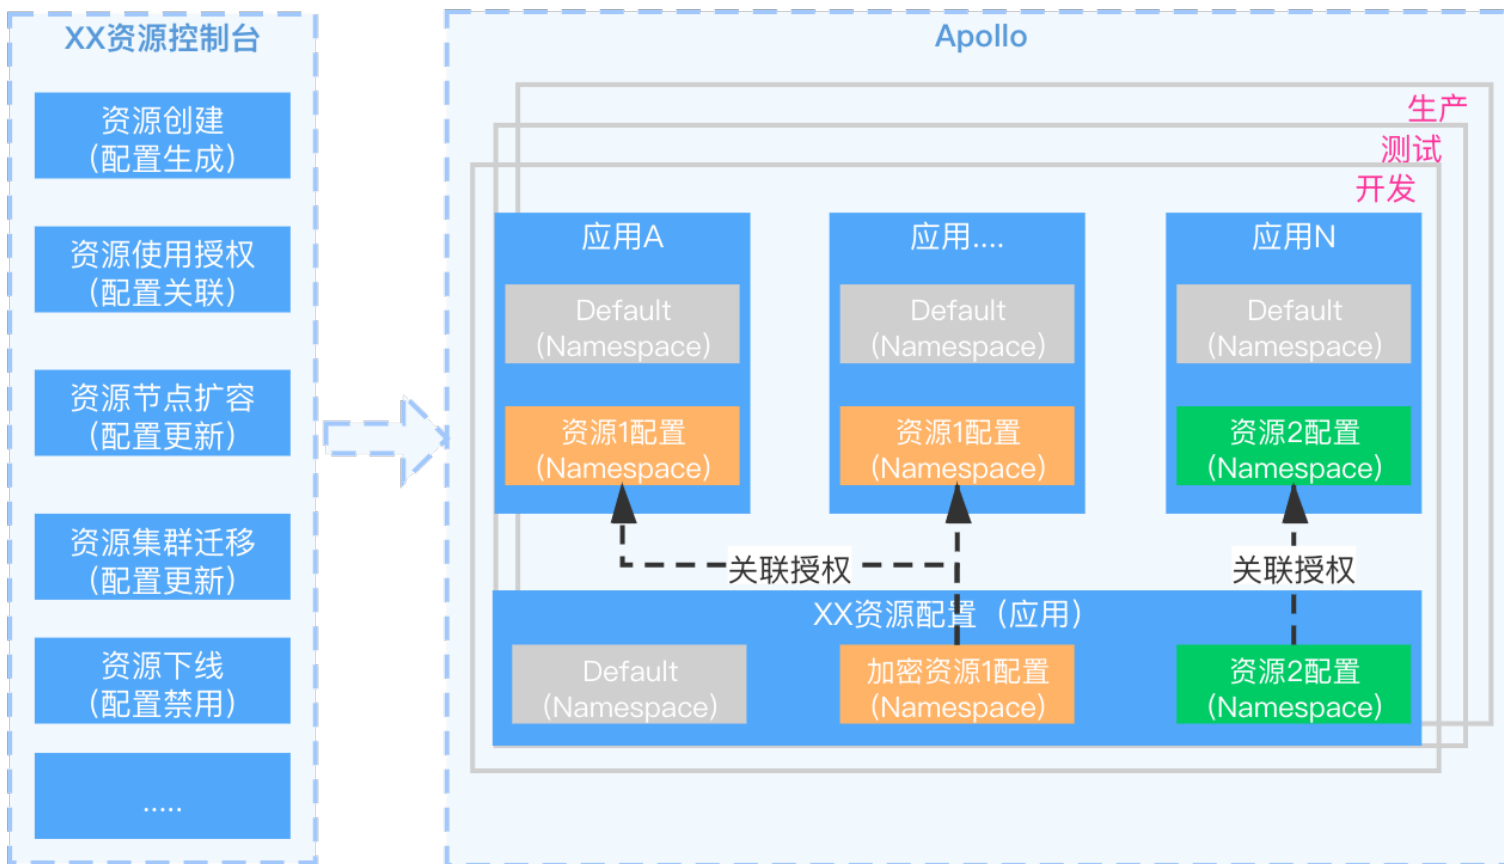 XX资源控制台
资源创建
（配置生成）
资源使用授权
（配置关联）
资源节点扩容
（配置更新）
资源集群迁移
（配置更新）
资源下线
（配置禁用）
.....
Apollo
生产
测试
开发
应用A
Default
（Namespace）
资源1配置
（Namespace）
应用....
Default
（Namespace）
资源1配置
（Namespace）
应用N
Default
（Namespace）
资源2配置
（Namespace）
关联授权
关联授权
XX资源配置（应用）
Default
（Namespace）
加密资源1配置
（Namespace）
资源2配置
（Namespace）